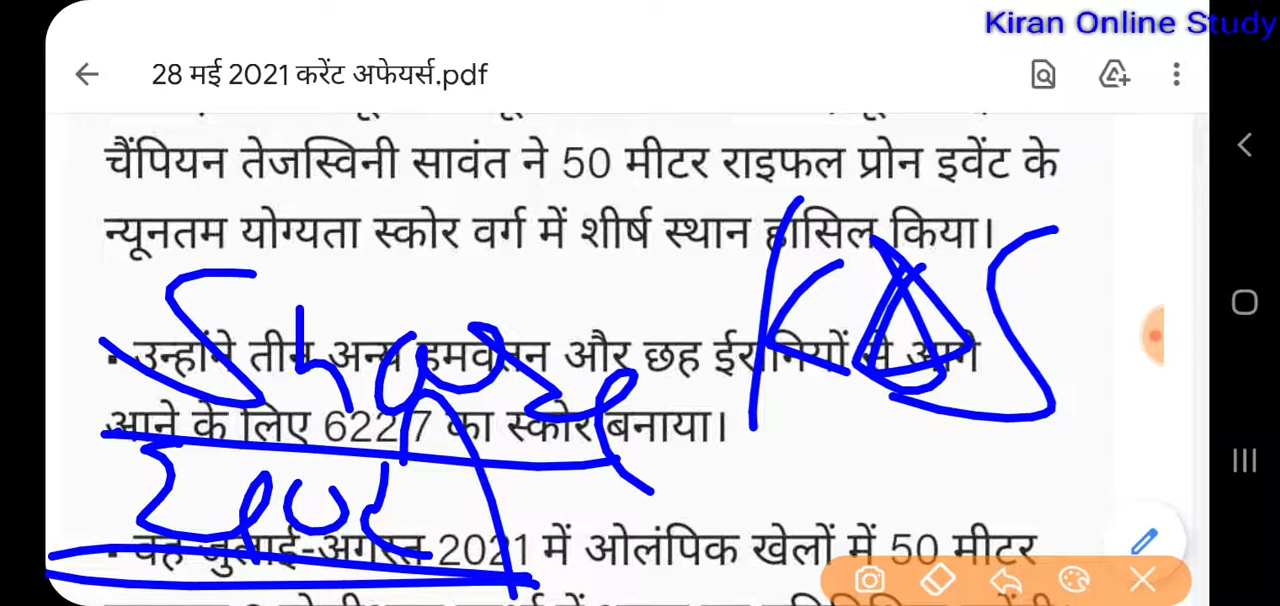 Kiran Online Study
28 मई 2021 करेंट अफेयर्स.pdf
चैंपियन तेजस्विनी सावंत ने 50 मीटर राइफल प्रोन इवेंट के
न्यूनतम योग्यता स्कोर वर्ग में शीर्ष स्थान हासिल किया।
▪ उन्होंने तीन अन्य हमवतन और छह ईरानियों से आगे
आने के लिए 622.7 का स्कोर बनाया।
Share
KOS
▪ वह जुलाई-अगस्त 2021 में ओलंपिक खेलों में 50 मीटर